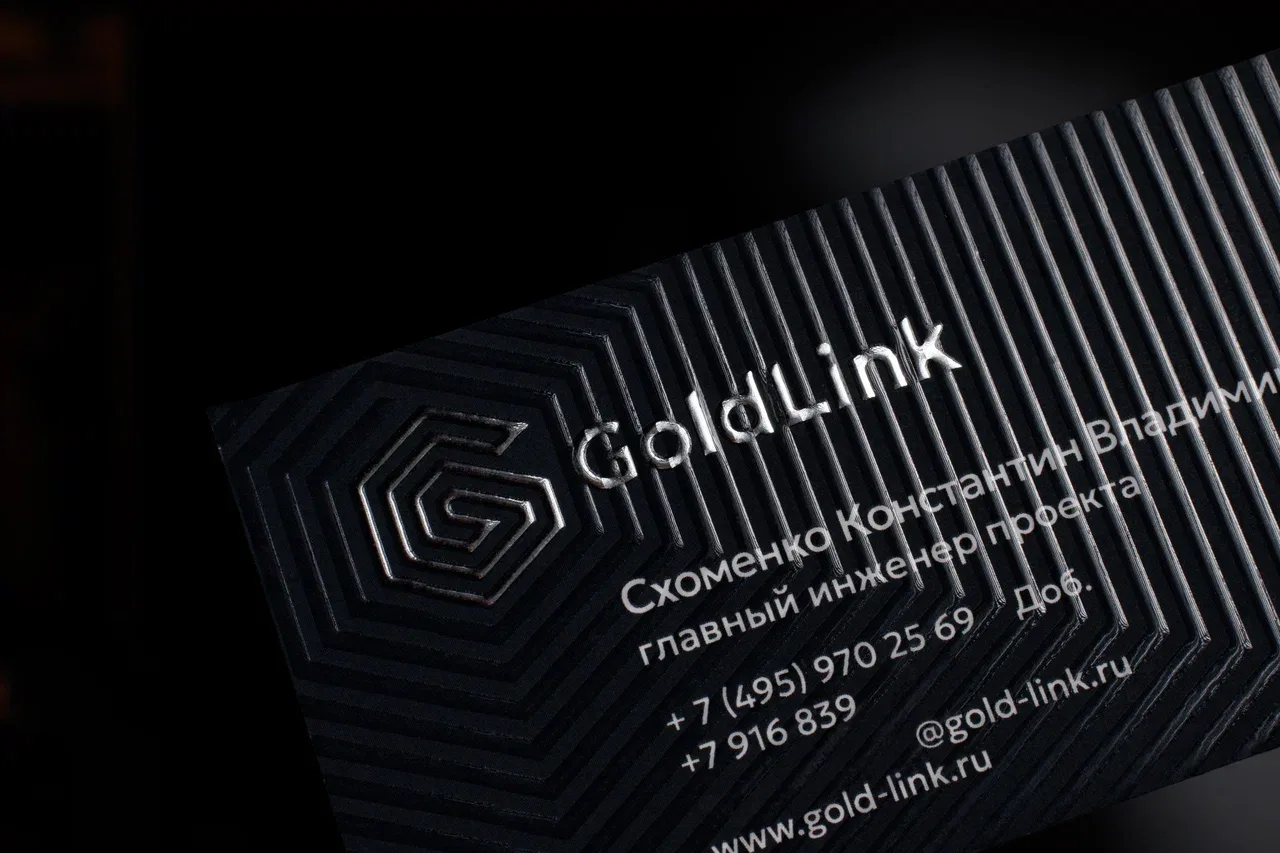 GoldLink
Схоменко Константин Владими
главный инженер проекта
+ 7 (495) 970 25 69 Доб.
+7 916 839
@gold-link.ru
www.gold-link.ru